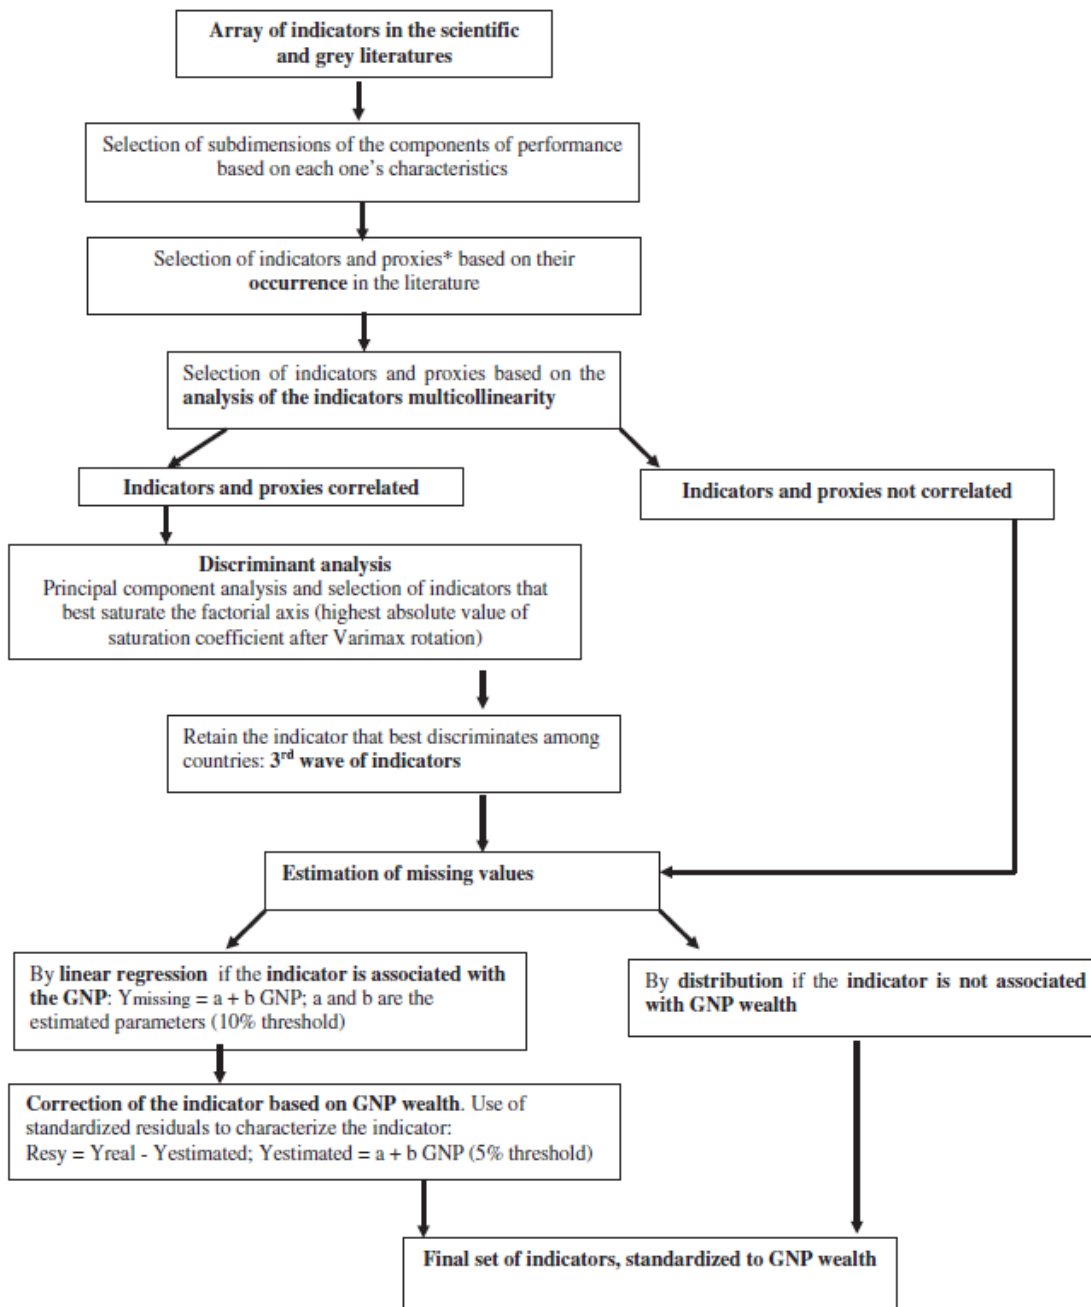 Array of indicators in the scientific
and grey literatures
Selection of subdimensions of the components of performance
based on each one's characteristics
Selection of indicators and proxies* based on their
occurrence in the literature
Selection of indicators and proxies based on the
analysis of the indicators multicollinearity
Indicators and proxies correlated
Indicators and proxies not correlated
Discriminant analysis
Principal component analysis and selection of indicators that
best saturate the factorial axis (highest absolute value of
saturation coefficient after Varimax rotation)
Retain the indicator that best discriminates among
countries: 3rd wave of indicators
Estimation of missing values
By linear regression if the indicator is associated with
the GNP: Ymissing = a + b GNP; a and b are the
estimated parameters (10% threshold)
By distribution if the indicator is not associated
with GNP wealth
Correction of the indicator based on GNP wealth. Use of
standardized residuals to characterize the indicator:
Resy = Yreal - Yestimated; Yestimated = a + b GNP (5% threshold)
Final set of indicators, standardized to GNP wealth